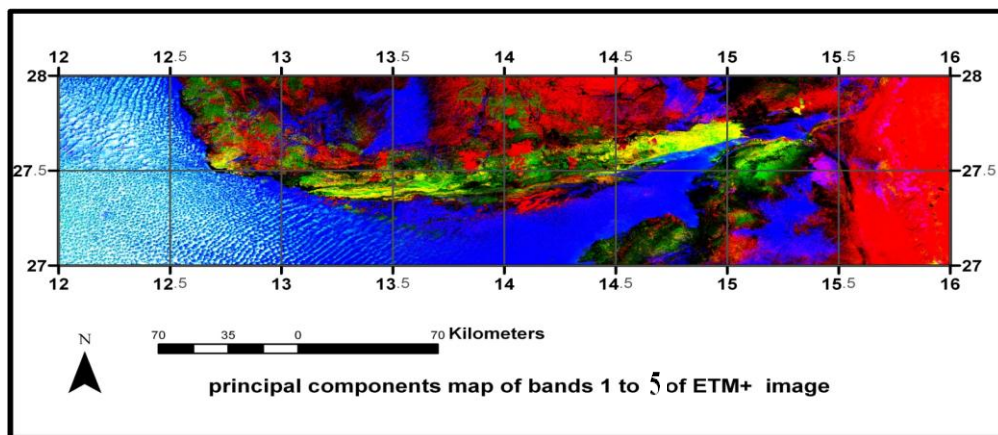 12 12.5 13 13.5 14 14.5 15 15.5 16
28 28
27.5 27.5
27 27
12 12.5 13 13.5 14 14.5 15 15.5 16
N
70 35 0 70 Kilometers
principal components map of bands 1 to 5 of ETM+ image